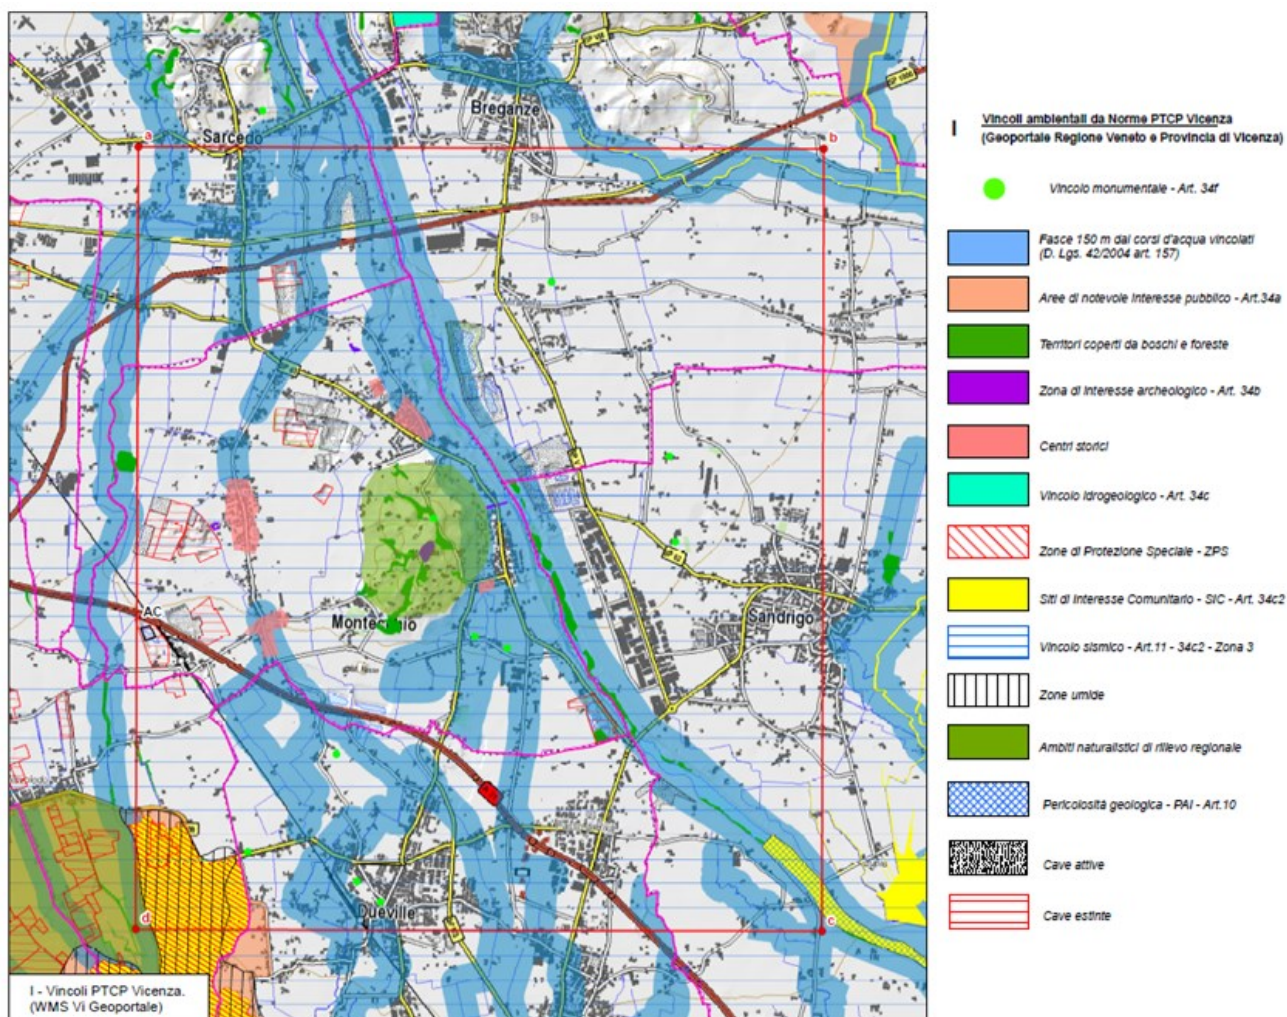 Sarcedo
Breganze
a
b
AC
Montecchio
Sandrigo
Dueville
d
c
I - Vincoli PTCP Vicenza.
(WMS Vi Geoportale)
I
Vincoli ambientali da Norme PTCP Vicenza
(Geoportale Regione Veneto e Provincia di Vicenza)
Vincolo monumentale - Art. 34f
Fasce 150 m dai corsi d'acqua vincolati
(D. Lgs. 42/2004 art. 157)
Aree di notevole interesse pubblico - Art.34a
Territori coperti da boschi e foreste
Zona di interesse archeologico - Art. 34b
Centri storici
Vincolo idrogeologico - Art. 34c
Zone di Protezione Speciale - ZPS
Siti di Interesse Comunitario - SIC - Art. 34c2
Vincolo sismico - Art.11 - 34c2 - Zona 3
Zone umide
Ambiti naturalistici di rilievo regionale
Pericolosità geologica - PAI - Art.10
Cave attive
Cave estinte